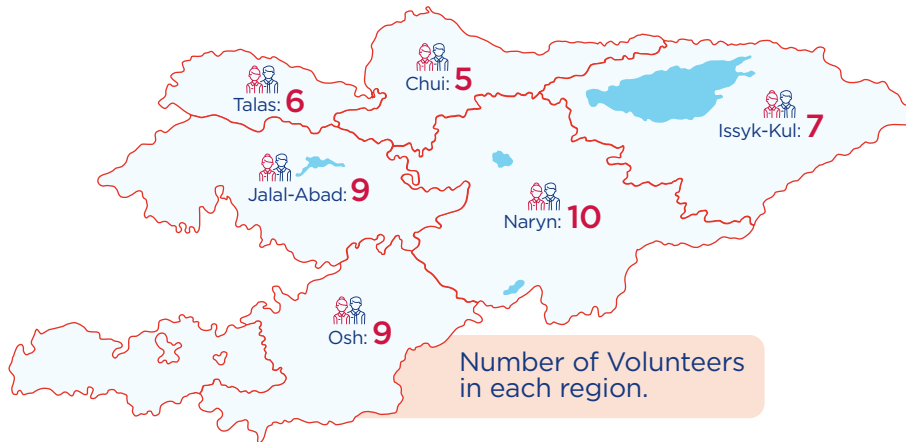 Chui: 5
Talas: 6
Issyk-Kul: 7
Jalal-Abad: 9
Naryn: 10
Osh: 9
Number of Volunteers
in each region.